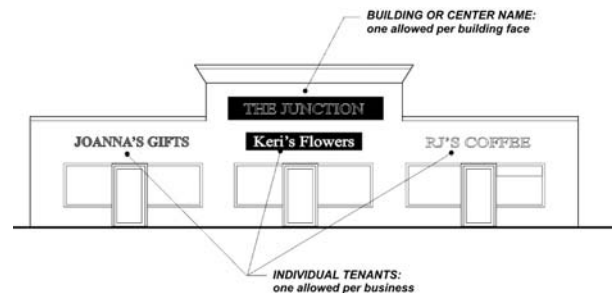 BUILDING OR CENTER NAME:
one allowed per building face
THE JUNCTION
JOANNA'S GIFTS
Keri's Flowers
RJ'S COFFEE
INDIVIDUAL TENANTS:
one allowed per business